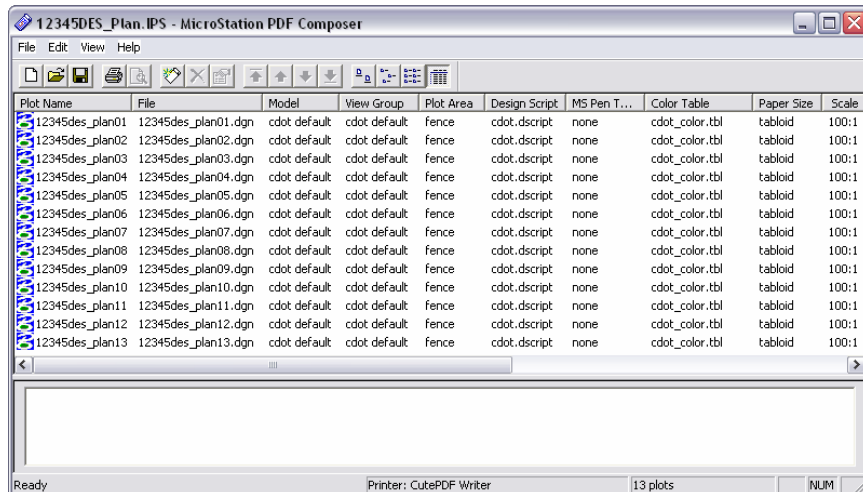 12345DES_Plan.IPS - MicroStation PDF Composer
File Edit View Help
Plot Name File Model View Group Plot Area Design Script MS Pen T... Color Table Paper Size Scale
12345des_plan01 12345des_plan01.dgn cdot default cdot default fence cdot.dscript none cdot_color.tbl tabloid 100:1
12345des_plan02 12345des_plan02.dgn cdot default cdot default fence cdot.dscript none cdot_color.tbl tabloid 100:1
12345des_plan03 12345des_plan03.dgn cdot default cdot default fence cdot.dscript none cdot_color.tbl tabloid 100:1
12345des_plan04 12345des_plan04.dgn cdot default cdot default fence cdot.dscript none cdot_color.tbl tabloid 100:1
12345des_plan05 12345des_plan05.dgn cdot default cdot default fence cdot.dscript none cdot_color.tbl tabloid 100:1
12345des_plan06 12345des_plan06.dgn cdot default cdot default fence cdot.dscript none cdot_color.tbl tabloid 100:1
12345des_plan07 12345des_plan07.dgn cdot default cdot default fence cdot.dscript none cdot_color.tbl tabloid 100:1
12345des_plan08 12345des_plan08.dgn cdot default cdot default fence cdot.dscript none cdot_color.tbl tabloid 100:1
12345des_plan09 12345des_plan09.dgn cdot default cdot default fence cdot.dscript none cdot_color.tbl tabloid 100:1
12345des_plan10 12345des_plan10.dgn cdot default cdot default fence cdot.dscript none cdot_color.tbl tabloid 100:1
12345des_plan11 12345des_plan11.dgn cdot default cdot default fence cdot.dscript none cdot_color.tbl tabloid 100:1
12345des_plan12 12345des_plan12.dgn cdot default cdot default fence cdot.dscript none cdot_color.tbl tabloid 100:1
12345des_plan13 12345des_plan13.dgn cdot default cdot default fence cdot.dscript none cdot_color.tbl tabloid 100:1
Ready Printer: CutePDF Writer 13 plots NUM